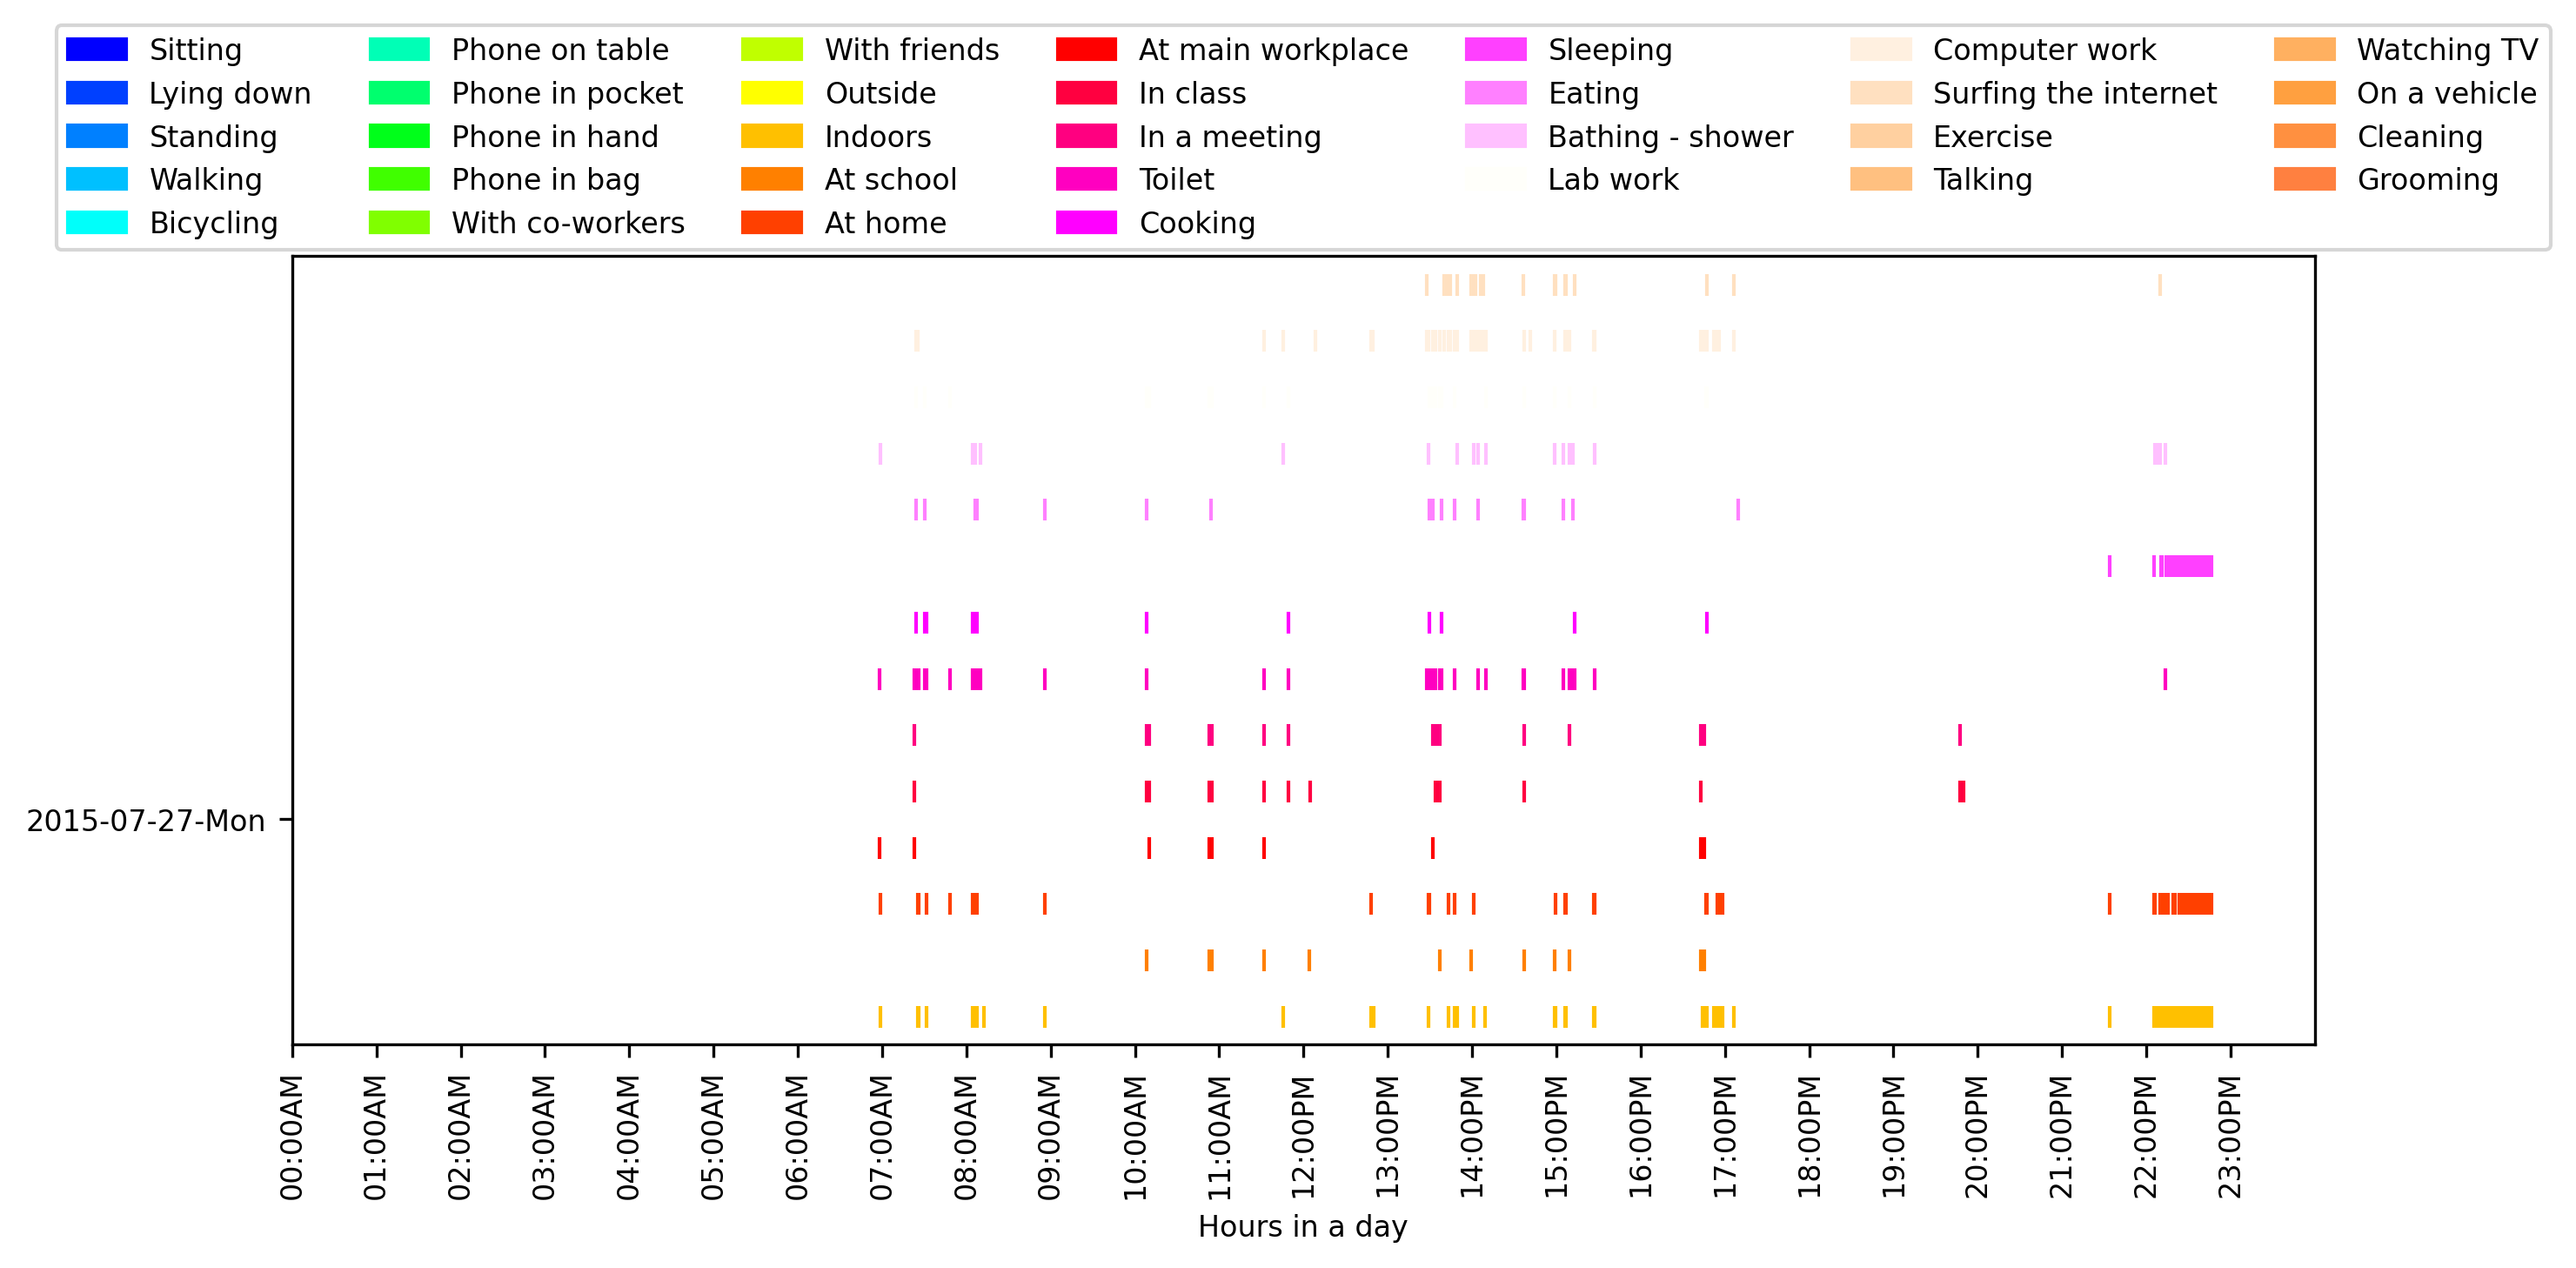 Sitting
Lying down
Standing
Walking
Bicycling
Phone on table
Phone in pocket
Phone in hand
Phone in bag
With co-workers
With friends
Outside
Indoors
At school
At home
At main workplace
In class
In a meeting
Toilet
Cooking
Sleeping
Eating
Bathing - shower
Lab work
Computer work
Surfing the internet
Exercise
Talking
Watching TV
On a vehicle
Cleaning
Grooming
2015-07-27-Mon
00:00AM
01:00AM
02:00AM
03:00AM
04:00AM
05:00AM
06:00AM
07:00AM
08:00AM
09:00AM
10:00AM
11:00AM
12:00PM
13:00PM
14:00PM
15:00PM
16:00PM
17:00PM
18:00PM
19:00PM
20:00PM
21:00PM
22:00PM
23:00PM
Hours in a day